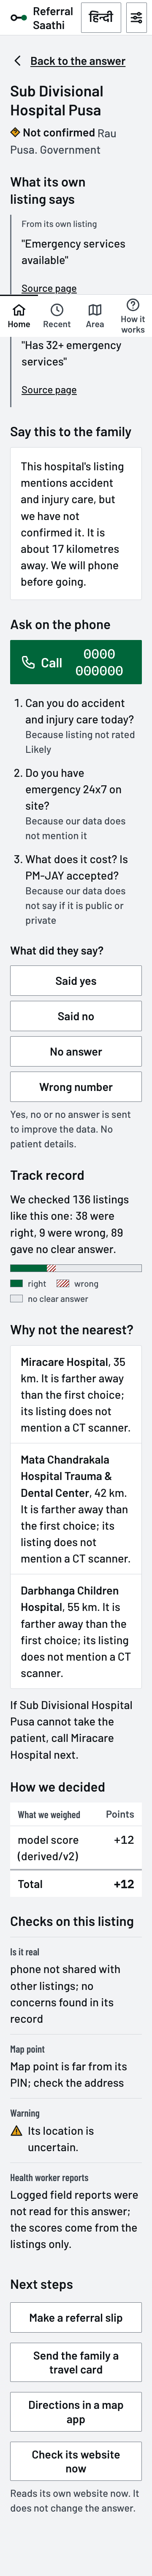 Referral
Saathi
हिन्दी
Back to the answer
Sub Divisional
Hospital Pusa
Not confirmed Rau
Pusa. Government
What its own
listing says
From its own listing
"Emergency services
available"
Source page
Home
Recent
Area
How it
works
"Has 32+ emergency
services"
Source page
Say this to the family
This hospital's listing
mentions accident
and injury care, but
we have not
confirmed it. It is
about 17 kilometres
away. We will phone
before going.
Ask on the phone
Call
0000
000000
1. Can you do accident
and injury care today?
Because listing not rated
Likely
2. Do you have
emergency 24x7 on
site?
Because our data does
not mention it
3. What does it cost? Is
PM-JAY accepted?
Because our data does
not say if it is public or
private
What did they say?
Said yes
Said no
No answer
Wrong number
Yes, no or no answer is sent
to improve the data. No
patient details.
Track record
We checked 136 listings
like this one: 38 were
right, 9 were wrong, 89
gave no clear answer.
right
wrong
no clear answer
Why not the nearest?
Miracare Hospital, 35
km. It is farther away
than the first choice;
its listing does not
mention a CT scanner.
Mata Chandrakala
Hospital Trauma &
Dental Center, 42 km.
It is farther away than
the first choice; its
listing does not
mention a CT scanner.
Darbhanga Children
Hospital, 55 km. It is
farther away than the
first choice; its listing
does not mention a CT
scanner.
If Sub Divisional Hospital
Pusa cannot take the
patient, call Miracare
Hospital next.
How we decided
What we weighed Points
model score +12
(derived/v2)
Total +12
Checks on this listing
Is it real
phone not shared with
other listings; no
concerns found in its
record
Map point
Map point is far from its
PIN; check the address
Warning
Its location is
uncertain.
Health worker reports
Logged field reports were
not read for this answer;
the scores come from the
listings only.
Next steps
Make a referral slip
Send the family a
travel card
Directions in a map
app
Check its website
now
Reads its own website now. It
does not change the answer.